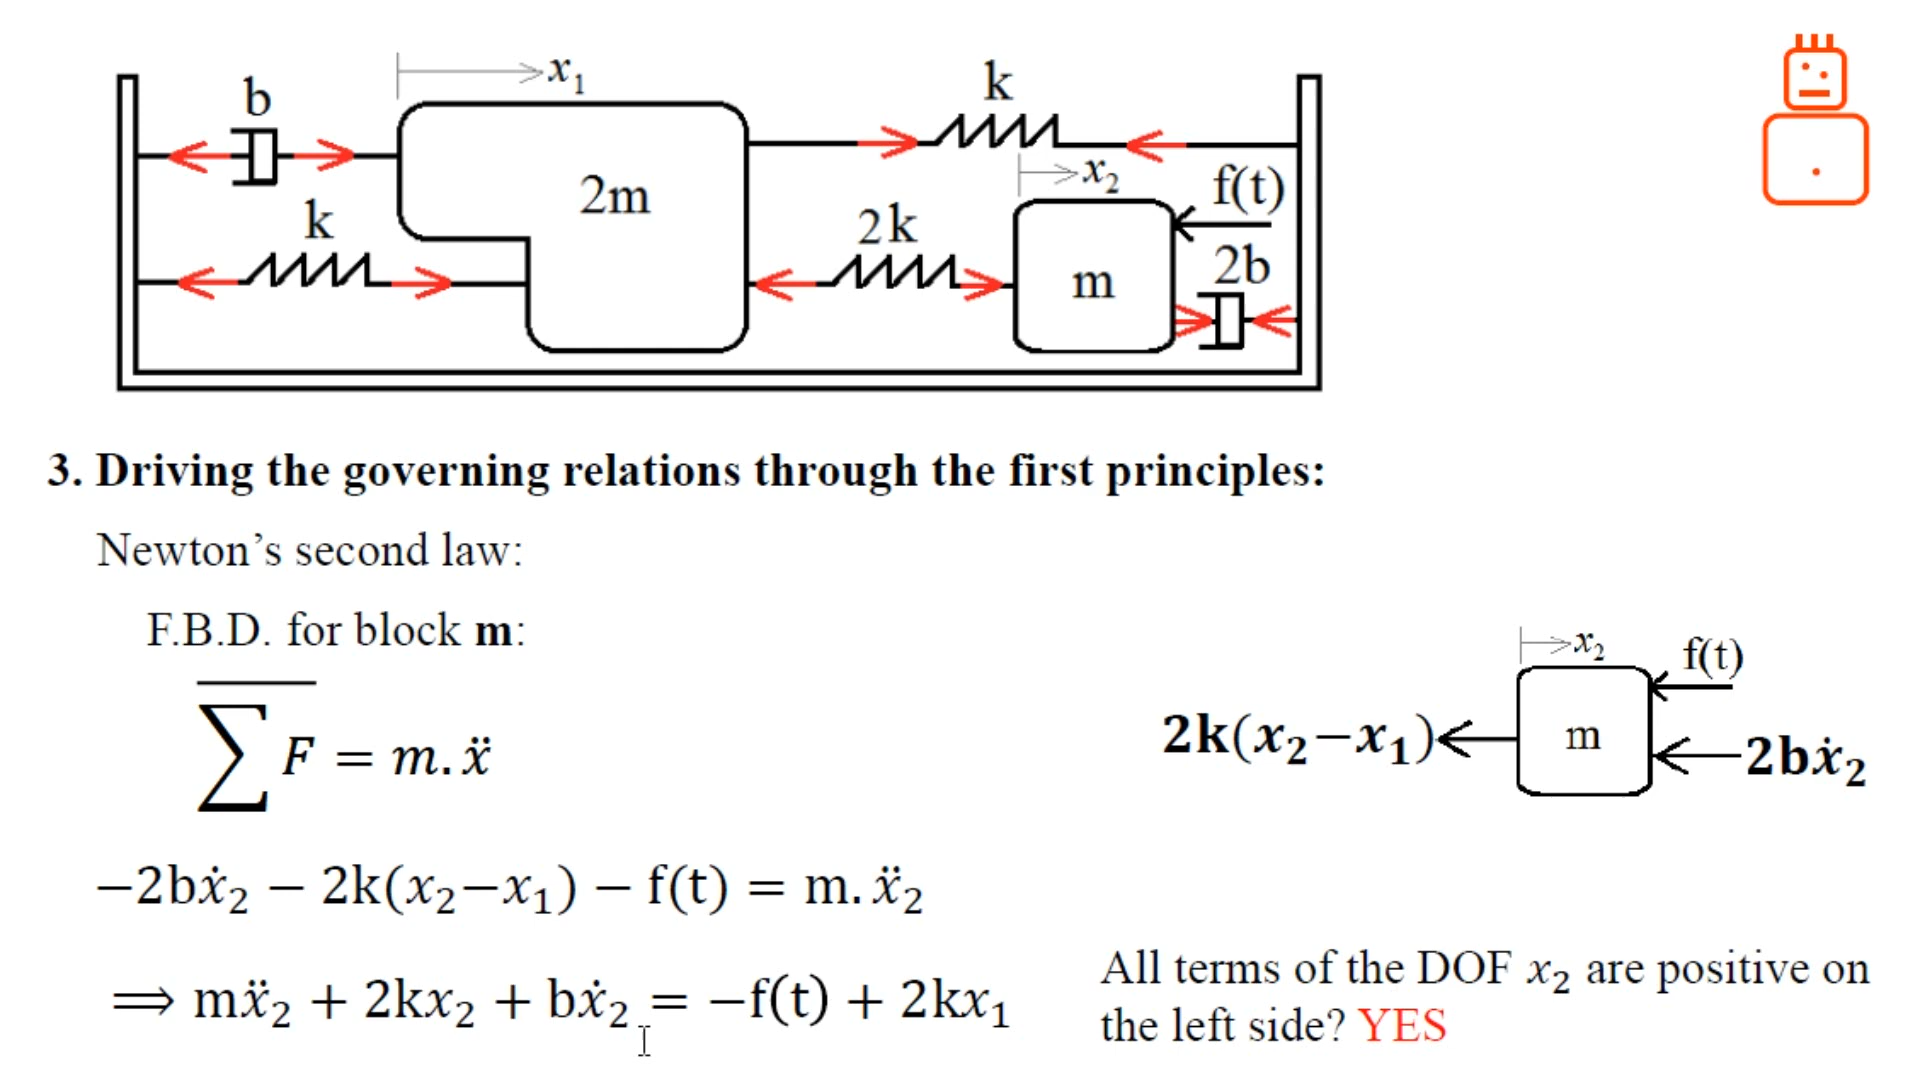 x₁
b
k
2m
k
x₂
f(t)
2k
m
2b
3. Driving the governing relations through the first principles:
Newton's second law:
F.B.D. for block m:
∑F = m.ẍ
x₂
f(t)
2k(x₂−x₁)
m
2bẋ₂
−2bẋ₂ − 2k(x₂−x₁) − f(t) = m.ẍ₂
⟹ mẍ₂ + 2kx₂ + bẋ₂ = −f(t) + 2kx₁
All terms of the DOF x₂ are positive on
the left side? YES